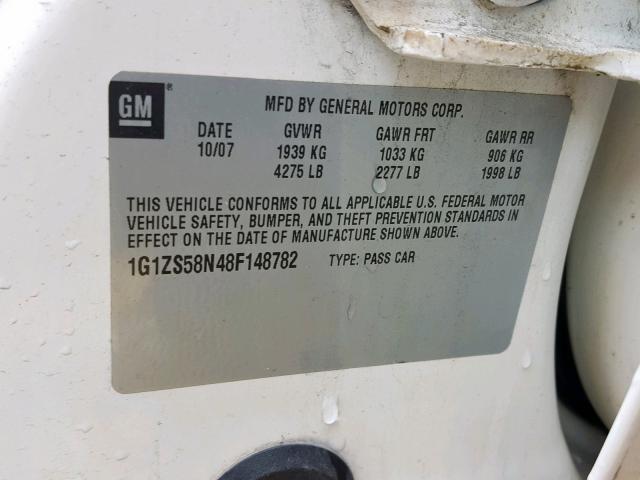 GM®
MFD BY GENERAL MOTORS CORP.
DATE GVWR GAWR FRT GAWR RR
10/07 1939 KG 1033 KG 906 KG
4275 LB 2277 LB 1998 LB
THIS VEHICLE CONFORMS TO ALL APPLICABLE U.S. FEDERAL MOTOR
VEHICLE SAFETY, BUMPER, AND THEFT PREVENTION STANDARDS IN
EFFECT ON THE DATE OF MANUFACTURE SHOWN ABOVE.
1G1ZS58N48F148782 TYPE: PASS CAR